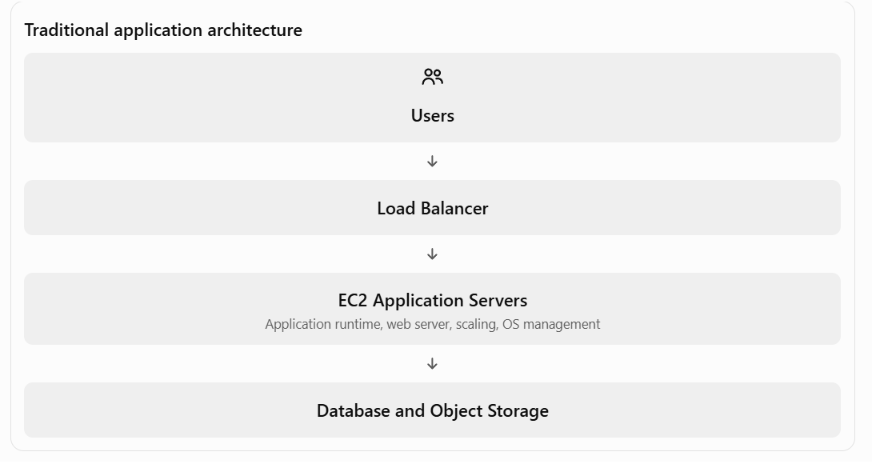 Traditional application architecture
Users
Load Balancer
EC2 Application Servers
Application runtime, web server, scaling, OS management
Database and Object Storage